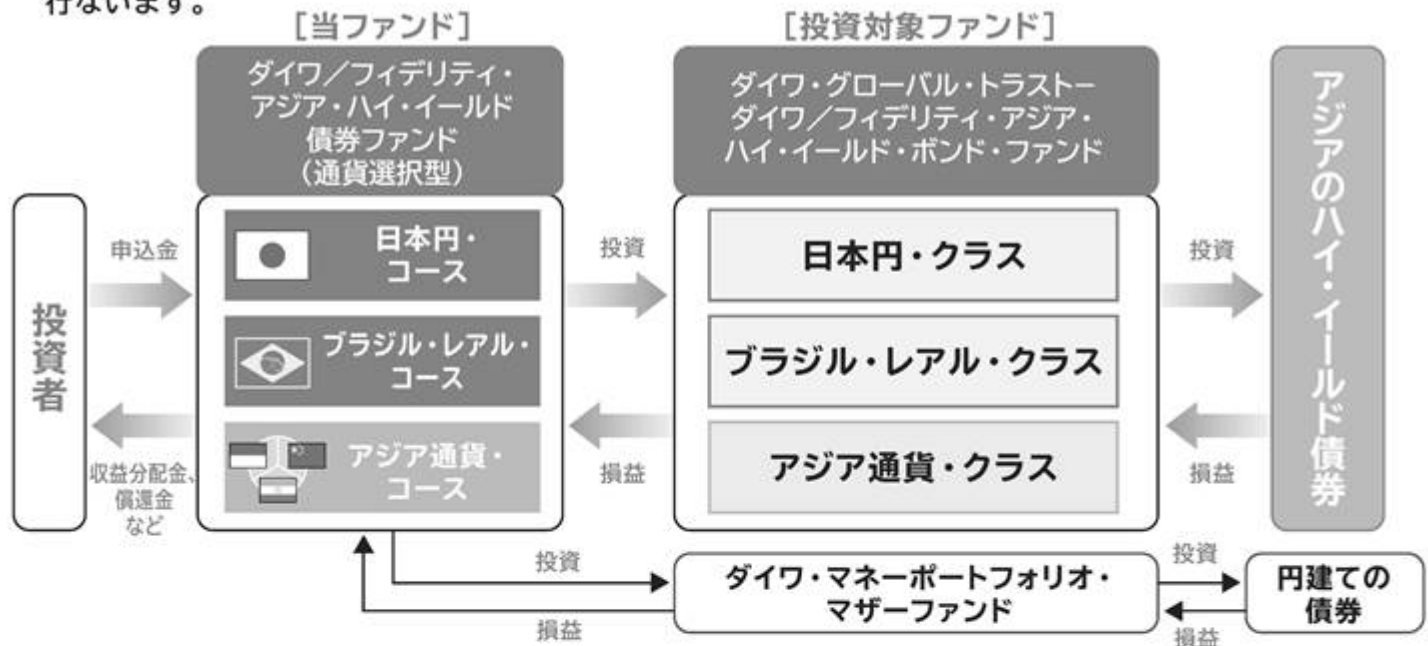 行ないます。
［当ファンド］
［投資対象ファンド］
ダイワ／フィデリティ・
アジア・ハイ・イールド
債券ファンド
（通貨選択型）
ダイワ・グローバル・トラストー
ダイワ／フィデリティ・アジア・
ハイ・イールド・ボンド・ファンド
投資者
申込金
収益分配金、
償還金
など
日本円・
コース
ブラジル・レアル・
コース
アジア通貨・
コース
投資
損益
日本円・クラス
ブラジル・レアル・クラス
アジア通貨・クラス
投資
損益
アジアのハイ・イールド債券
投資
損益
ダイワ・マネーポートフォリオ・
マザーファンド
投資
損益
円建ての
債券